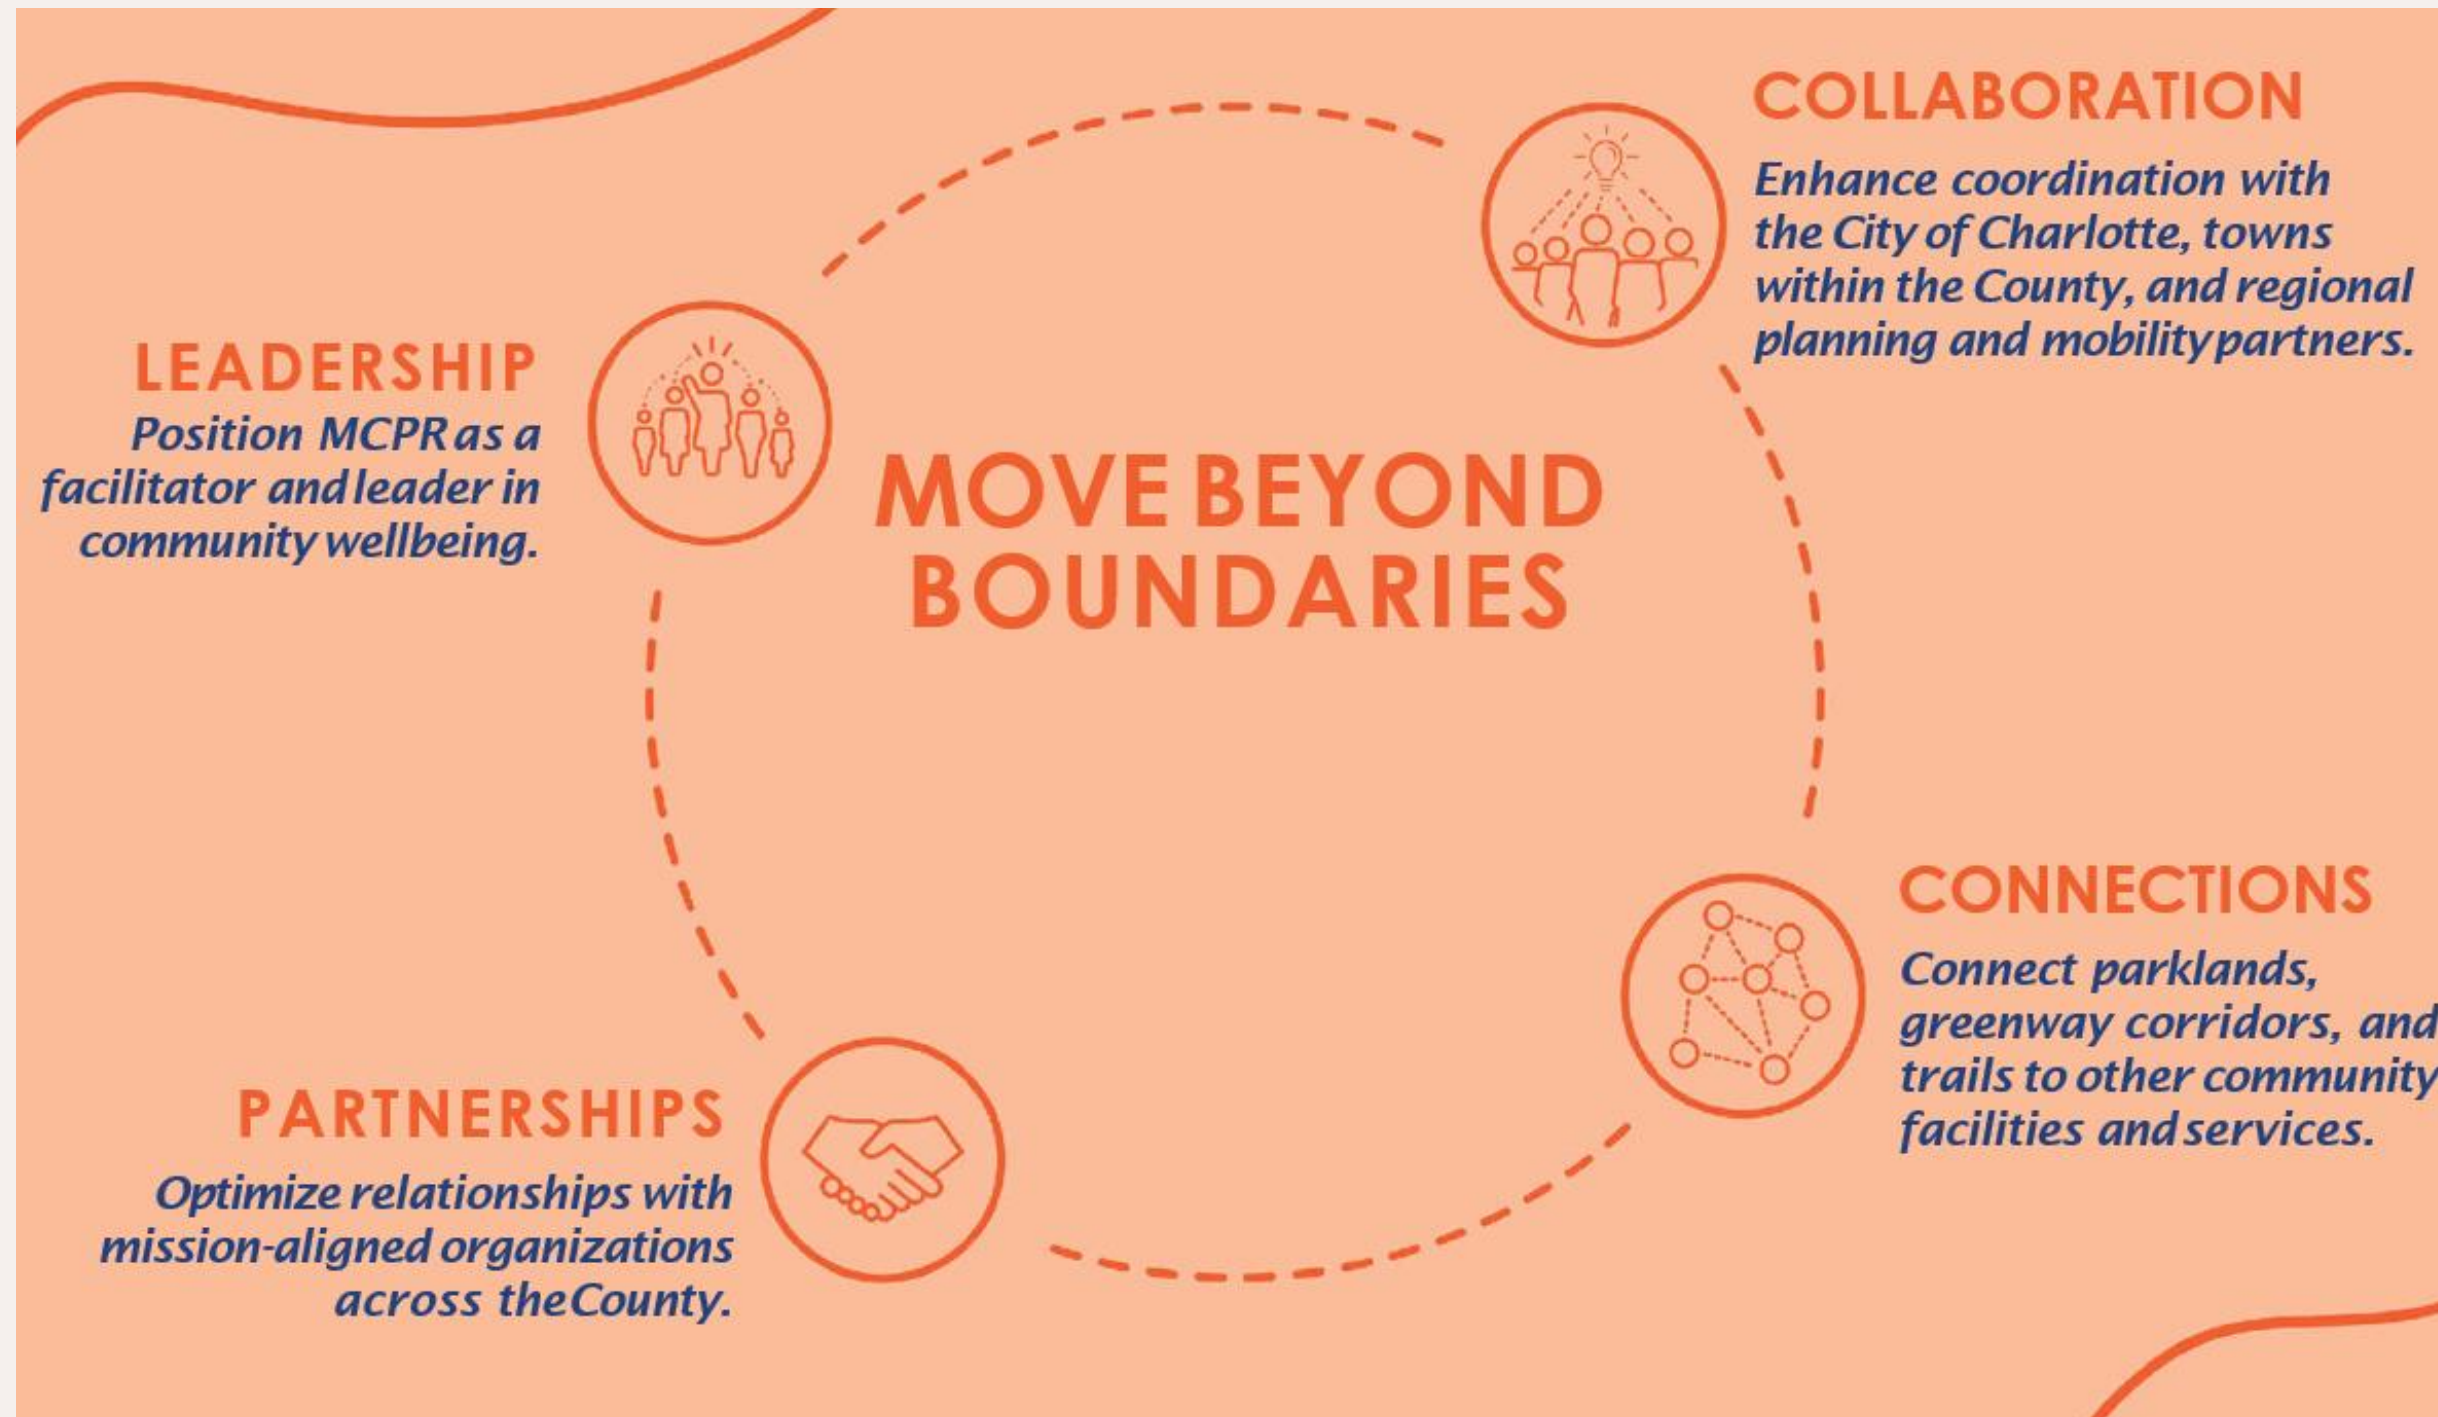 COLLABORATION
Enhance coordination with
the City of Charlotte, towns
within the County, and regional
planning and mobility partners.
LEADERSHIP
Position MCPR as a
facilitator and leader in
community wellbeing.
MOVE BEYOND
BOUNDARIES
CONNECTIONS
Connect parklands,
greenway corridors, and
trails to other community
facilities and services.
PARTNERSHIPS
Optimize relationships with
mission-aligned organizations
across the County.